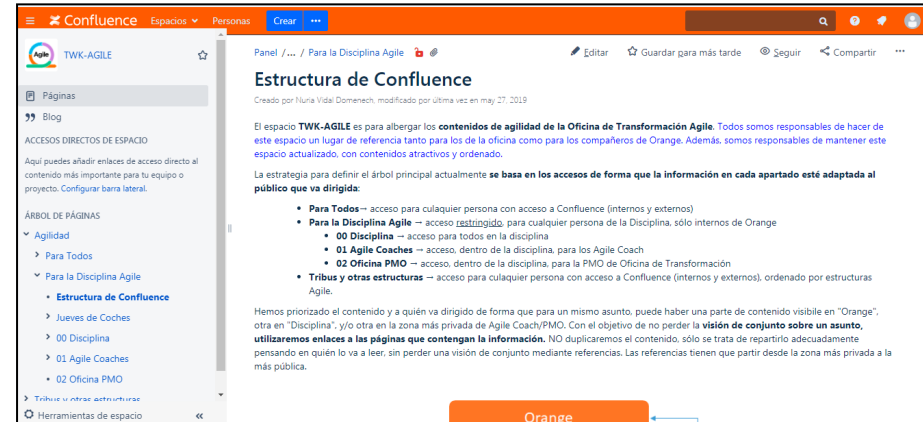 Confluence Espacios Personas Crear ···
TWK-AGILE
Páginas
Blog
ACCESOS DIRECTOS DE ESPACIO
Aquí puedes añadir enlaces de acceso directo al
contenido más importante para tu equipo o
proyecto. Configurar barra lateral.
ÁRBOL DE PÁGINAS
Agilidad
Para Todos
Para la Disciplina Agile
Estructura de Confluence
Jueves de Coches
00 Disciplina
01 Agile Coaches
02 Oficina PMO
Tribus y otras estructuras
Herramientas de espacio
Panel /... / Para la Disciplina Agile
Editar Guardar para más tarde Seguir Compartir ···
Estructura de Confluence
Creado por Nuria Vidal Domenech, modificado por última vez en may 27, 2019
El espacio TWK-AGILE es para albergar los contenidos de agilidad de la Oficina de Transformación Agile. Todos somos responsables de hacer de
este espacio un lugar de referencia tanto para los de la oficina como para los compañeros de Orange. Además, somos responsables de mantener este
espacio actualizado, con contenidos atractivos y ordenado.
La estrategia para definir el árbol principal actualmente se basa en los accesos de forma que la información en cada apartado esté adaptada al
público que va dirigida:
• Para Todos→ acceso para culaquier persona con acceso a Confluence (internos y externos)
• Para la Disciplina Agile → acceso restringido, para cualquier persona de la Disciplina, sólo internos de Orange
▪ 00 Disciplina → acceso para todos en la disciplina
▪ 01 Agile Coaches → acceso, dentro de la disciplina, para los Agile Coach
▪ 02 Oficina PMO → acceso, dentro de la disciplina, para la PMO de Oficina de Transformación
• Tribus y otras estructuras → acceso para culaquier persona con acceso a Confluence (internos y externos), ordenado por estructuras
Agile.
Hemos priorizado el contenido y a quién va dirigido de forma que para un mismo asunto, puede haber una parte de contenido visibile en "Orange",
otra en "Disciplina", y/o otra en la zona más privada de Agile Coach/PMO. Con el objetivo de no perder la visión de conjunto sobre un asunto,
utilizaremos enlaces a las páginas que contengan la información. NO duplicaremos el contenido, sólo se trata de repartirlo adecuadamente
pensando en quién lo va a leer, sin perder una visión de conjunto mediante referencias. Las referencias tienen que partir desde la zona más privada a la
más pública.
Orange